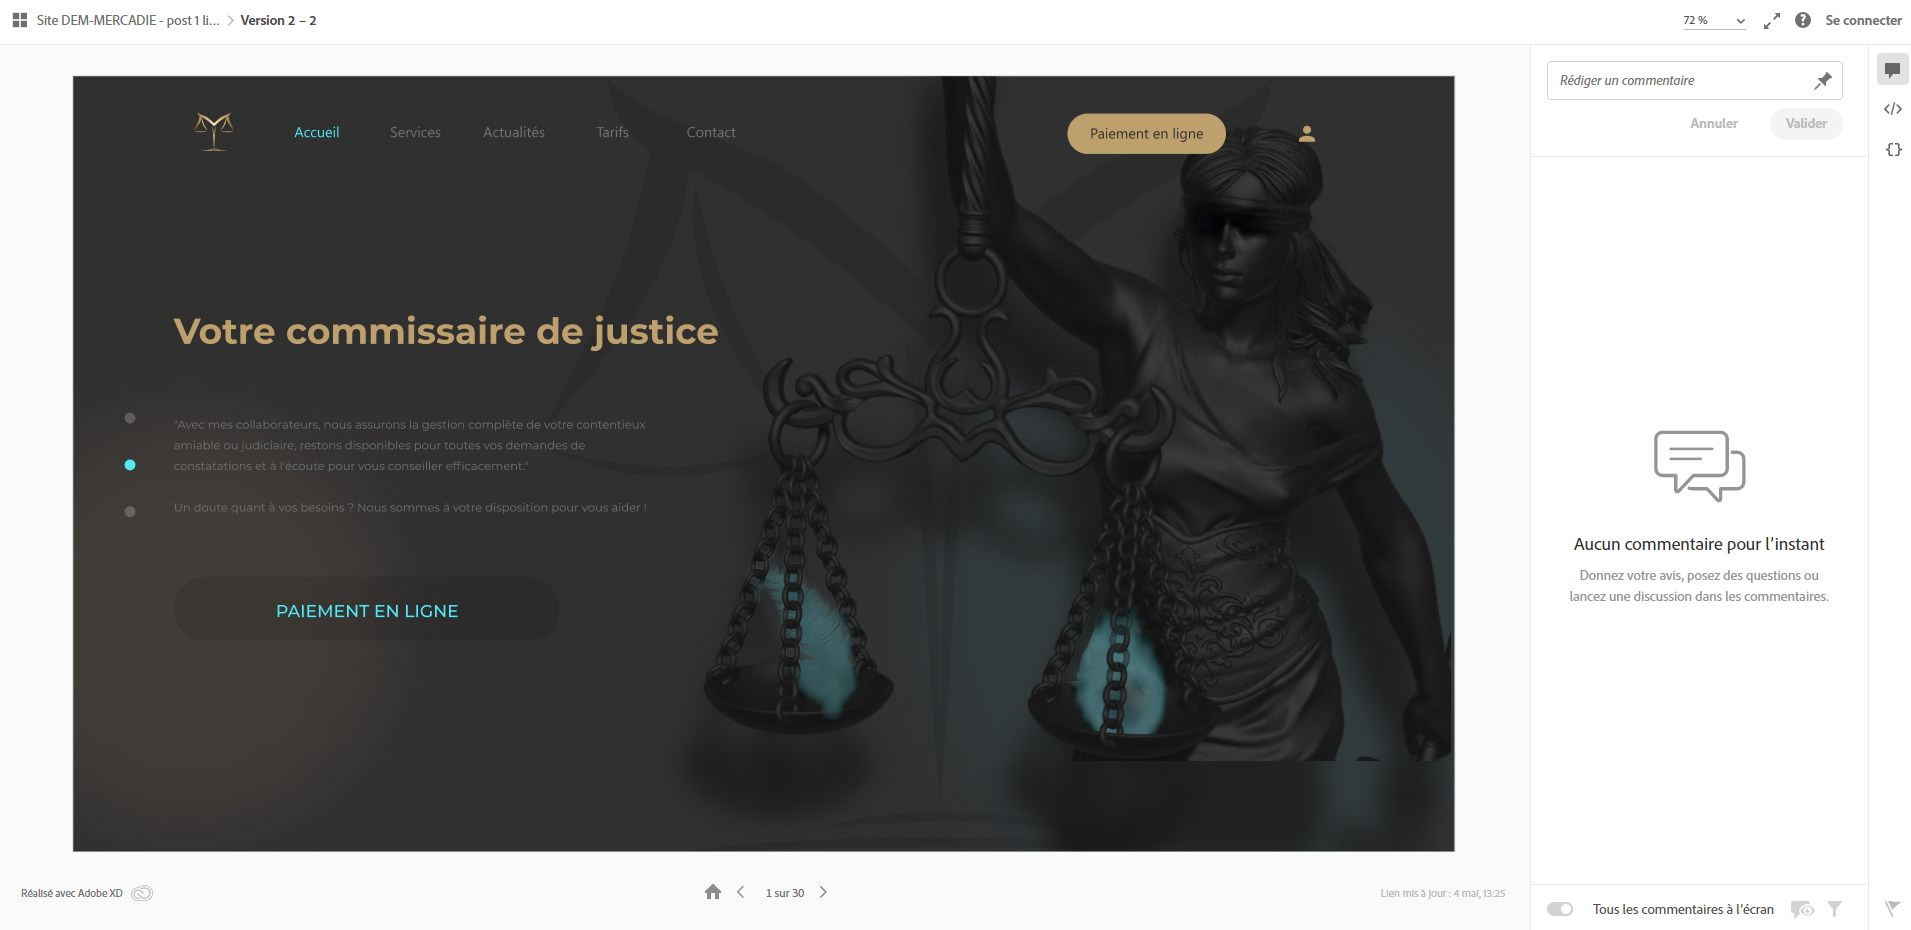 Site DEM-MERCADIE - post 1 li... > Version 2 – 2
72 %
Se connecter
Accueil
Services
Actualités
Tarifs
Contact
Paiement en ligne
Votre commissaire de justice
"Avec mes collaborateurs, nous assurons la gestion complète de votre contentieux
amiable ou judiciaire, restons disponibles pour toutes vos demandes de
constatations et à l'écoute pour vous conseiller efficacement."
Un doute quant à vos besoins ? Nous sommes à votre disposition pour vous aider !
PAIEMENT EN LIGNE
Rédiger un commentaire
Annuler
Valider
Aucun commentaire pour l’instant
Donnez votre avis, posez des questions ou
lancez une discussion dans les commentaires.
Réalisé avec Adobe XD
1 sur 30
Lien mis à jour : 4 mai, 13:25
Tous les commentaires à l’écran